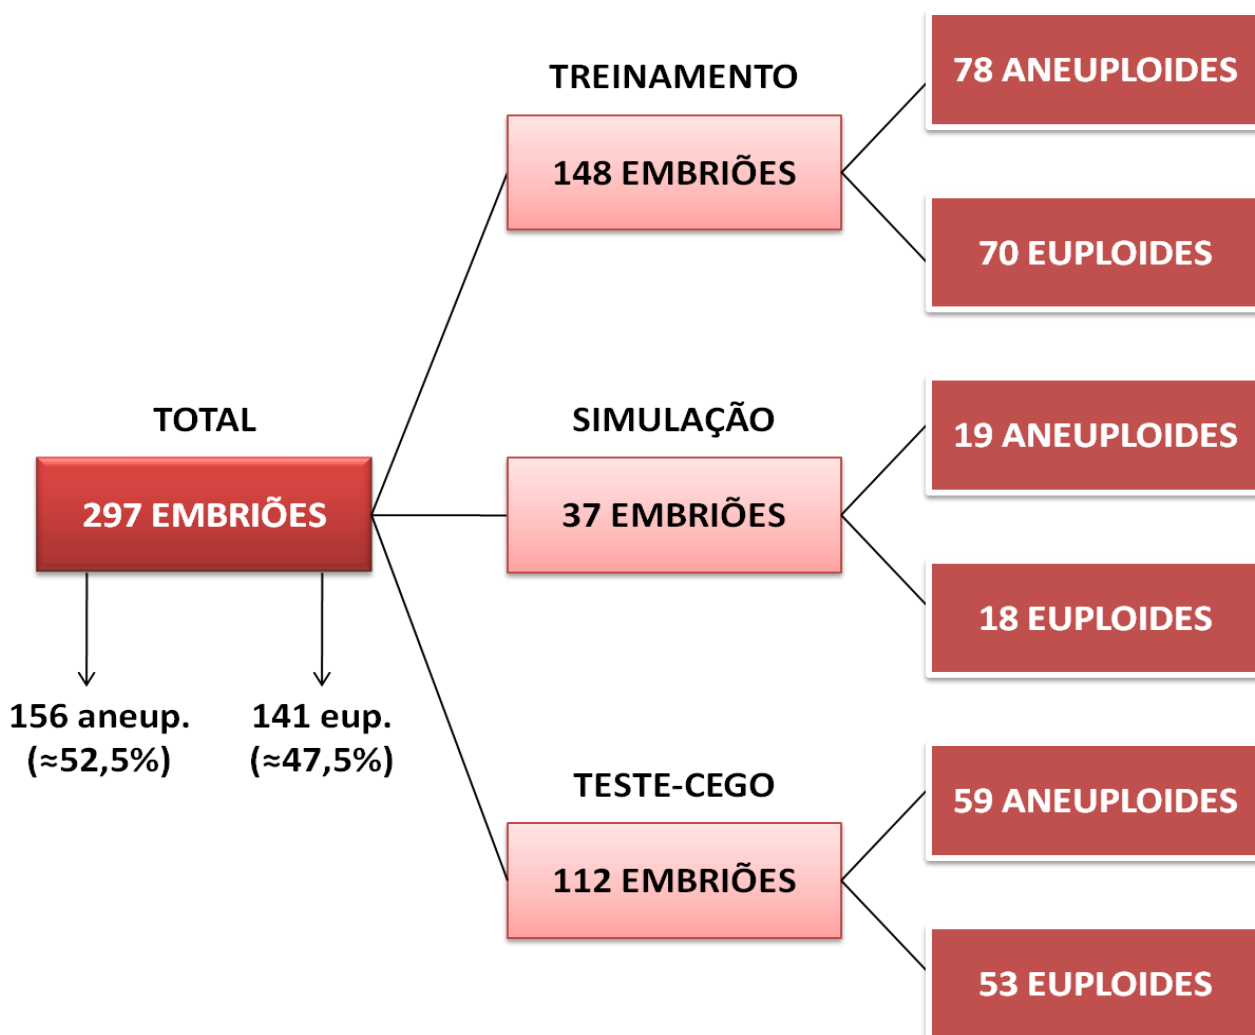 TOTAL
297 EMBRIÕES
156 aneup.
(≈52,5%)
141 eup.
(≈47,5%)
TREINAMENTO
148 EMBRIÕES
78 ANEUPLOIDES
70 EUPLOIDES
SIMULAÇÃO
37 EMBRIÕES
19 ANEUPLOIDES
18 EUPLOIDES
TESTE-CEGO
112 EMBRIÕES
59 ANEUPLOIDES
53 EUPLOIDES